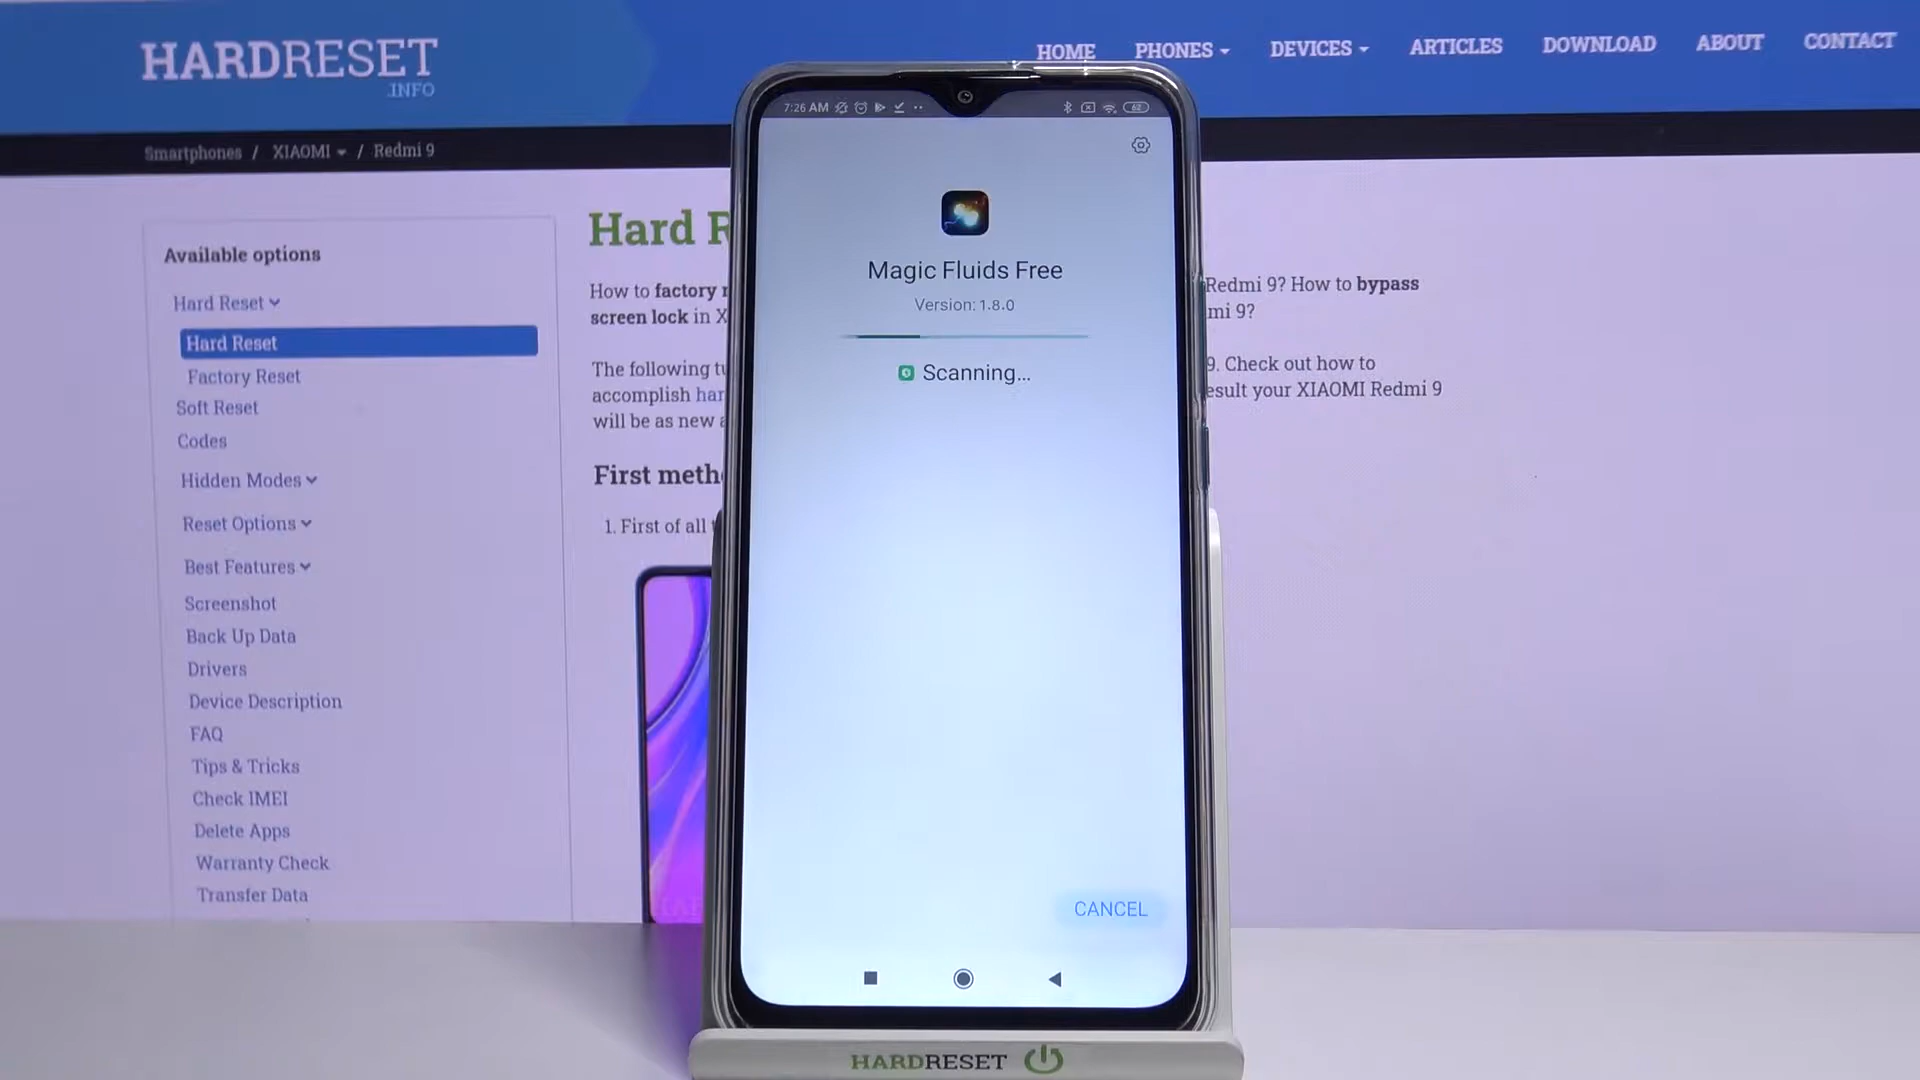 HARDRESET
.INFO
HOME PHONES DEVICES ARTICLES DOWNLOAD ABOUT CONTACT
Smartphones / XIAOMI / Redmi 9
Available options
Hard Reset
Hard Reset
Factory Reset
Soft Reset
Codes
Hidden Modes
Reset Options
Best Features
Screenshot
Back Up Data
Drivers
Device Description
FAQ
Tips & Tricks
Check IMEI
Delete Apps
Warranty Check
Transfer Data
Hard
How to factory
screen lock in
The following
accomplish
will be as new
First
1. First of all
Redmi 9? How to bypass
9?
9. Check out how to
your XIAOMI Redmi 9
7:26 AM
62
Magic Fluids Free
Version: 1.8.0
Scanning...
CANCEL
HARDRESET